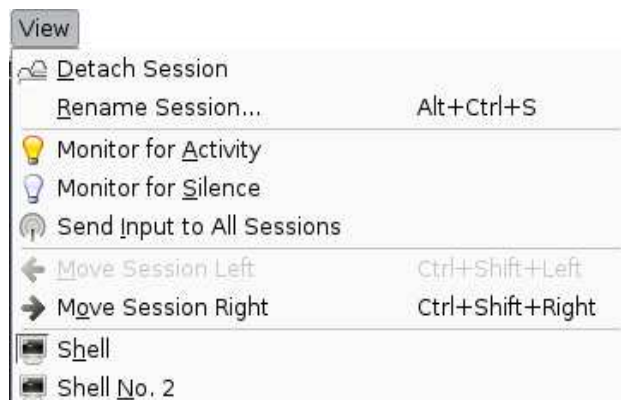 View
Detach Session
Rename Session... Alt+Ctrl+S
Monitor for Activity
Monitor for Silence
Send Input to All Sessions
Move Session Left Ctrl+Shift+Left
Move Session Right Ctrl+Shift+Right
Shell
Shell No. 2